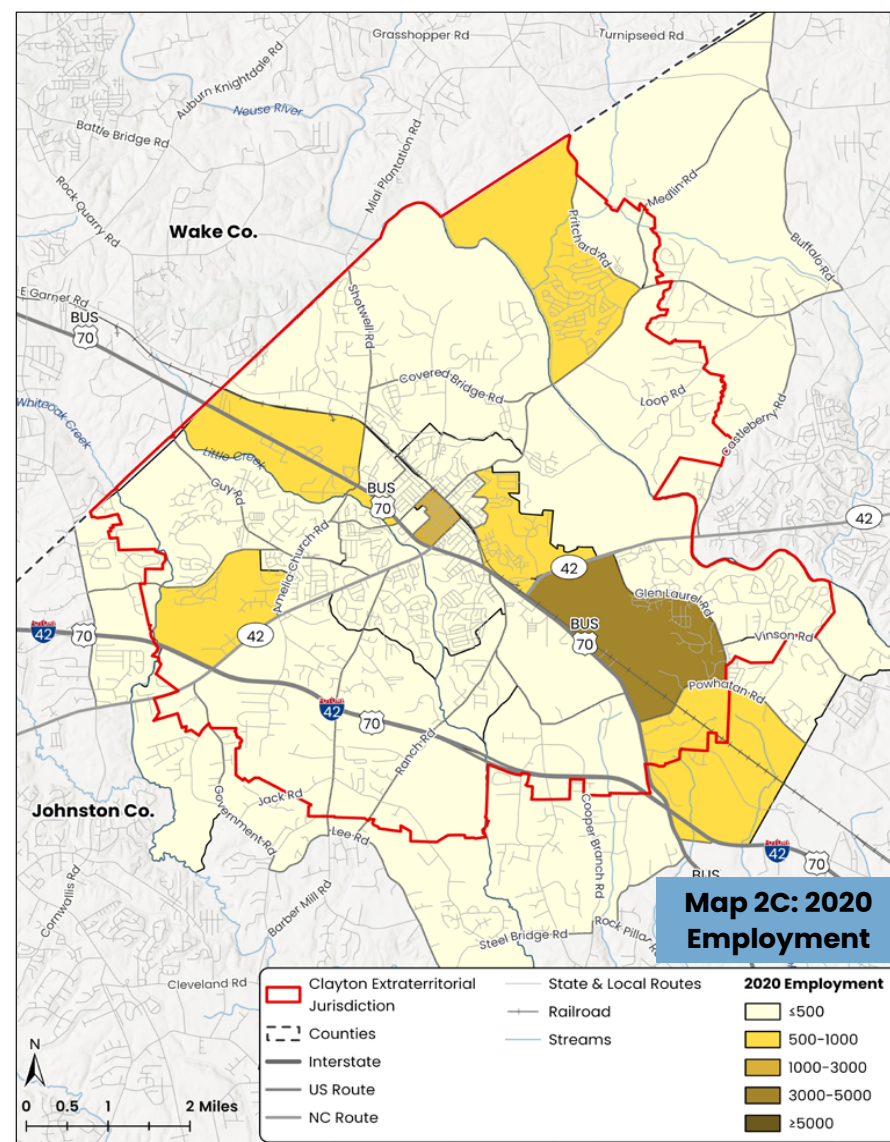 Grasshopper Rd
Turnipseed Rd
Auburn Knightdale Rd
Neuse River
Battle Bridge Rd
Mial Plantation Rd
Rock Quarry Rd
Wake Co.
Medlin Rd
Pritchard Rd
Buffalo Rd
E Garner Rd
BUS
70
Shotwell Rd
Covered Bridge Rd
Loop Rd
Whiteoak Creek
Castleberry Rd
Little Creek
Guy Rd
BUS
70
42
Amelia Church Rd
42
Glen Laurel Rd
BUS
70
Vinson Rd
42
70
42
Powhatan Rd
42
70
Ranch Rd
Johnston Co.
Jack Rd
Government Rd
Lee Rd
Cooper Branch Rd
42
70
BUS
Cornwallis Rd
Barber Mill Rd
Steel Bridge Rd
Rock Pillar
Cleveland Rd
Map 2C: 2020
Employment
Clayton Extraterritorial
Jurisdiction
Counties
Interstate
US Route
NC Route
State & Local Routes
Railroad
Streams
2020 Employment
≤500
500-1000
1000-3000
3000-5000
≥5000
N
0 0.5 1 2 Miles